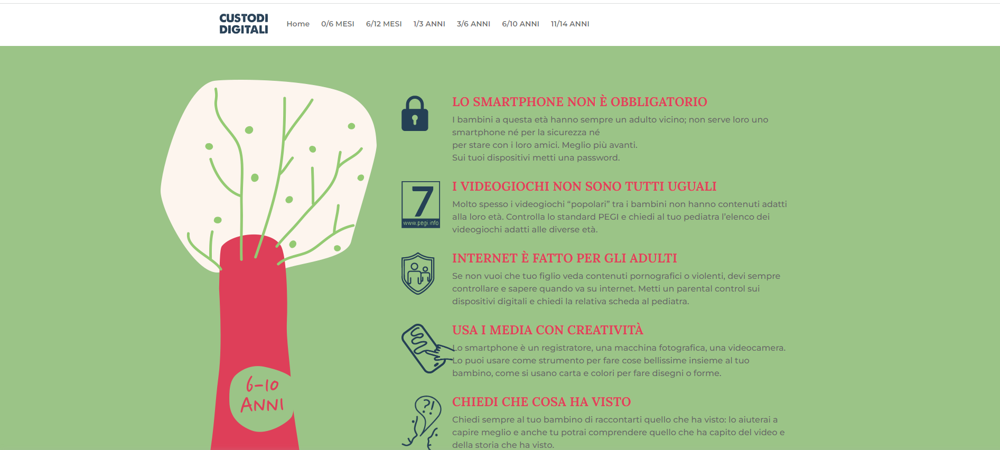 CUSTODI
DIGITALI
Home 0/6 MESI 6/12 MESI 1/3 ANNI 3/6 ANNI 6/10 ANNI 11/14 ANNI
LO SMARTPHONE NON È OBBLIGATORIO
I bambini a questa età hanno sempre un adulto vicino; non serve loro uno
smartphone né per la sicurezza né
per stare con i loro amici. Meglio più avanti.
Sui tuoi dispositivi metti una password.
7
www.pegi.info
I VIDEOGIOCHI NON SONO TUTTI UGUALI
Molto spesso i videogiochi “popolari” tra i bambini non hanno contenuti adatti
alla loro età. Controlla lo standard PEGI e chiedi al tuo pediatra l’elenco dei
videogiochi adatti alle diverse età.
INTERNET È FATTO PER GLI ADULTI
Se non vuoi che tuo figlio veda contenuti pornografici o violenti, devi sempre
controllare e sapere quando va su internet. Metti un parental control sui
dispositivi digitali e chiedi la relativa scheda al pediatra.
USA I MEDIA CON CREATIVITÀ
Lo smartphone è un registratore, una macchina fotografica, una videocamera.
Lo puoi usare come strumento per fare cose bellissime insieme al tuo
bambino, come si usano carta e colori per fare disegni o forme.
?!
CHIEDI CHE COSA HA VISTO
Chiedi sempre al tuo bambino di raccontarti quello che ha visto: lo aiuterai a
capire meglio e anche tu potrai comprendere quello che ha capito del video e
della storia che ha visto.
6-10
ANNI